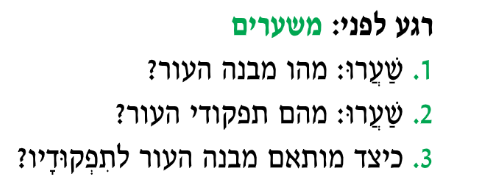 רגע לפני: משערים
1. שַׁעֲרוּ: מהו מבנה העור?
2. שַׁעֲרוּ: מהם תפקודי העור?
3. כיצד מותאם מבנה העור לתִפְקוּדָיו?